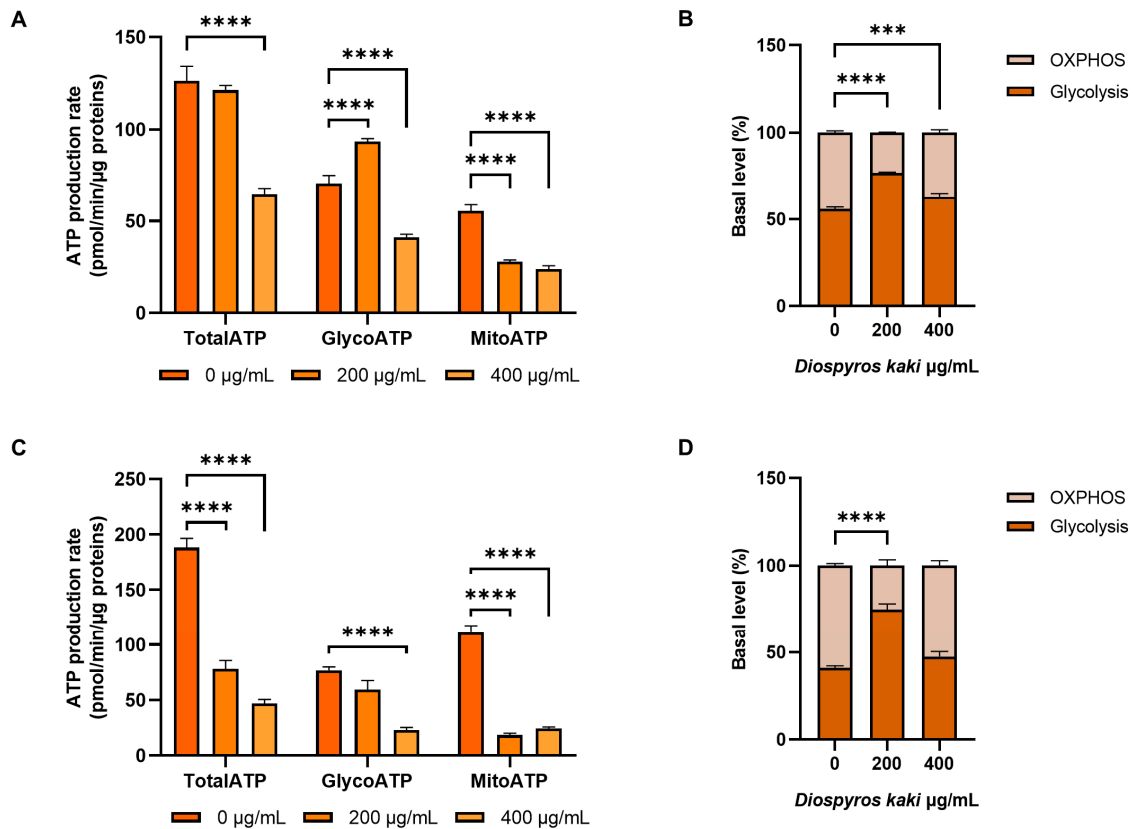 A
ATP production rate
(pmol/min/µg proteins)
150
100
50
0
****
****
****
****
****
TotalATP GlycoATP MitoATP
0 µg/mL 200 µg/mL 400 µg/mL
B
Basal level (%)
150
100
50
0
***
****
0 200 400
Diospyros kaki µg/mL
OXPHOS
Glycolysis
C
ATP production rate
(pmol/min/µg proteins)
250
200
150
100
50
0
****
****
****
****
****
TotalATP GlycoATP MitoATP
0 µg/mL 200 µg/mL 400 µg/mL
D
Basal level (%)
150
100
50
0
****
0 200 400
Diospyros kaki µg/mL
OXPHOS
Glycolysis